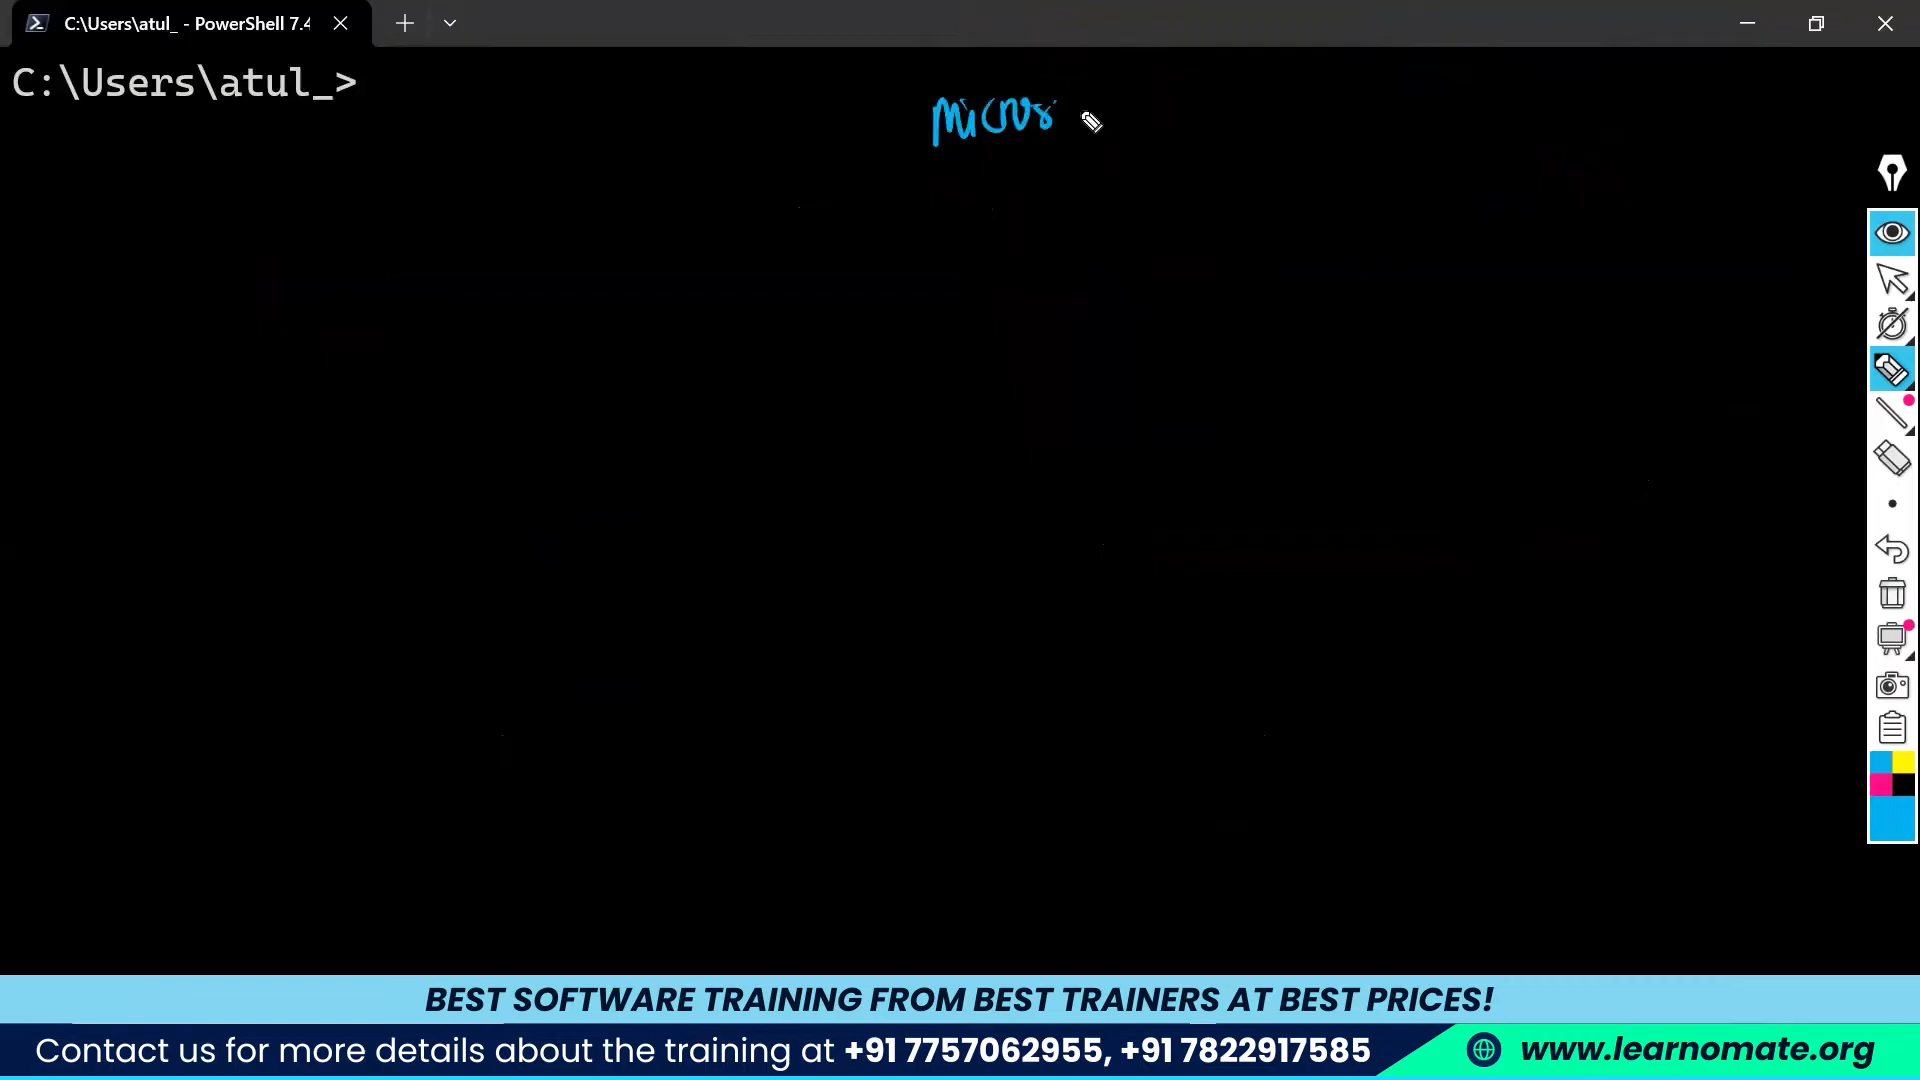 C:\Users\atul_ - PowerShell 7.4
C:\Users\atul_>
Micros
BEST SOFTWARE TRAINING FROM BEST TRAINERS AT BEST PRICES!
Contact us for more details about the training at +91 7757062955, +91 7822917585
www.learnomate.org